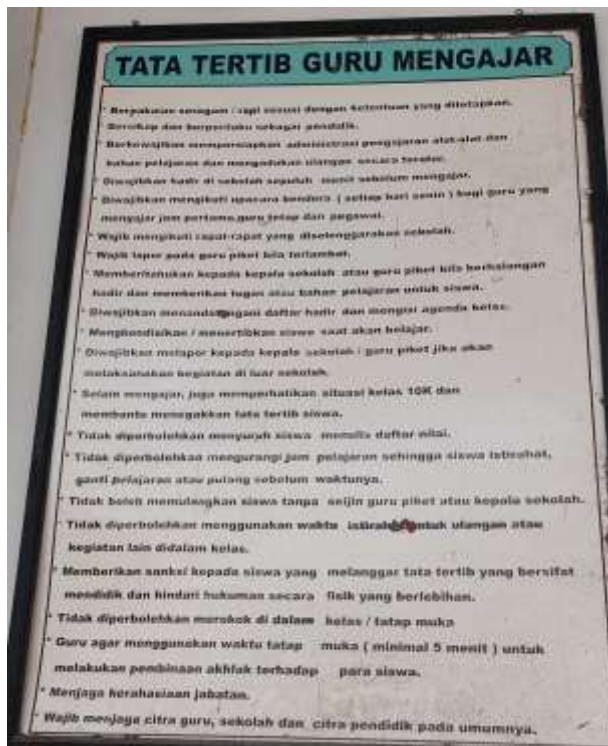 TATA TERTIB GURU MENGAJAR
* Berpakaian seragam / rapi sesuai dengan ketentuan yang ditetapkan.
* Bersikap dan berperilaku sebagai pendidik.
* Berkewajiban mempersiapkan administrasi pengajaran alat-alat dan
bahan pelajaran dan mengadakan ulangan secara teratur.
* Diwajibkan hadir di sekolah sepuluh menit sebelum mengajar.
* Diwajibkan mengikuti upacara bendera ( setiap hari senin ) bagi guru yang
mengajar jam pertama,guru tetap dan pegawai.
* Wajib mengikuti rapat-rapat yang diselenggarakan sekolah.
* Wajib lapor pada guru piket bila terlambat.
* Memberitahukan kepada kepala sekolah atau guru piket bila berhalangan
hadir dan memberikan tugas atau bahan pelajaran untuk siswa.
* Diwajibkan menandatangani daftar hadir dan mengisi agenda kelas.
* Mengkondisikan / menertibkan siswa saat akan belajar.
* Diwajibkan melapor kepada kepala sekolah / guru piket jika akan
melaksanakan kegiatan di luar sekolah.
* Selam mengajar, juga memperhatikan situasi kelas 10K dan
membantu menegakkan tata tertib siswa.
* Tidak diperbolehkan menyuruh siswa menulis daftar nilai.
* Tidak diperbolehkan mengurangi jam pelajaran sehingga siswa istirahat,
ganti pelajaran atau pulang sebelum waktunya.
* Tidak boleh memulangkan siswa tanpa seijin guru piket atau kepala sekolah.
* Tidak diperbolehkan menggunakan waktu istirahat untuk ulangan atau
kegiatan lain didalam kelas.
* Memberikan sanksi kepada siswa yang melanggar tata tertib yang bersifat
mendidik dan hindari hukuman secara fisik yang berlebihan.
* Tidak diperbolehkan merokok di dalam kelas / tatap muka
* Guru agar menggunakan waktu tatap muka ( minimal 5 menit ) untuk
melakukan pembinaan akhlak terhadap para siswa.
* Menjaga kerahasiaan jabatan.
* Wajib menjaga citra guru, sekolah dan citra pendidik pada umumnya.